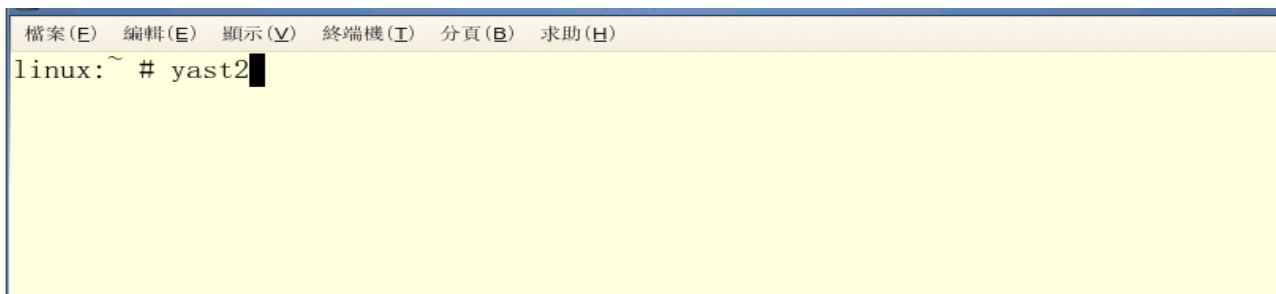 檔案(F) 編輯(E) 顯示(V) 終端機(T) 分頁(B) 求助(H)
linux:~ # yast2